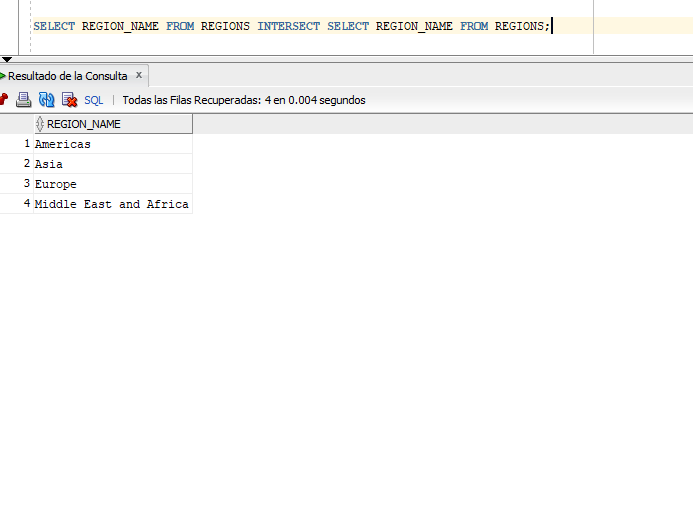 SELECT REGION_NAME FROM REGIONS INTERSECT SELECT REGION_NAME FROM REGIONS;
Resultado de la Consulta x
SQL | Todas las Filas Recuperadas: 4 en 0.004 segundos
REGION_NAME
1 Americas
2 Asia
3 Europe
4 Middle East and Africa